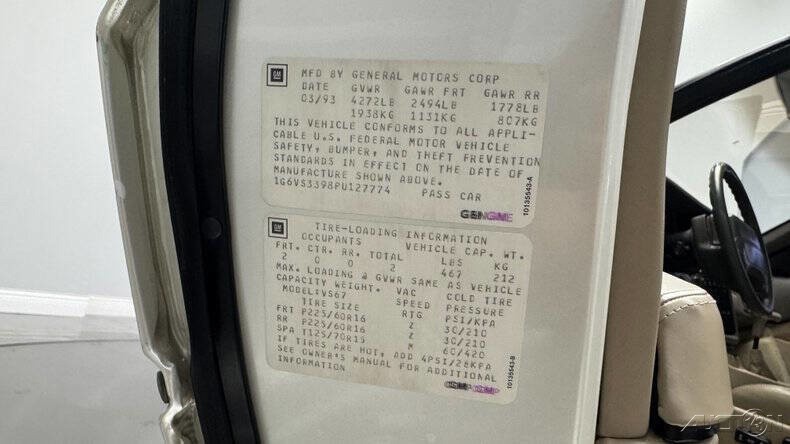 GM
MFD BY GENERAL MOTORS CORP
DATE GVWR GAWR FRT GAWR RR
03/93 4272LB 2494LB 1778LB
1938KG 1131KG 807KG
THIS VEHICLE CONFORMS TO ALL APPLI-
CABLE U.S. FEDERAL MOTOR VEHICLE
SAFETY, BUMPER, AND THEFT PREVENTION
STANDARDS IN EFFECT ON THE DATE OF
MANUFACTURE SHOWN ABOVE.
1G6VS3398PU127774 PASS CAR
10135543-A
GM
TIRE-LOADING INFORMATION
OCCUPANTS VEHICLE CAP. WT.
FRT. CTR. RR. TOTAL LBS KG
2 0 0 2 467 212
MAX. LOADING & GVWR SAME AS VEHICLE
CAPACITY WEIGHT. VAC COLD TIRE
MODEL:VS67 SPEED PRESSURE
TIRE SIZE RTG PSI/KPA
FRT P225/60R16 Z 30/210
RR P225/60R16 Z 30/210
SPA T125/70R15 M 60/420
IF TIRES ARE HOT, ADD 4PSI/28KPA
SEE OWNER'S MANUAL FOR ADDITIONAL
INFORMATION
10135543-B